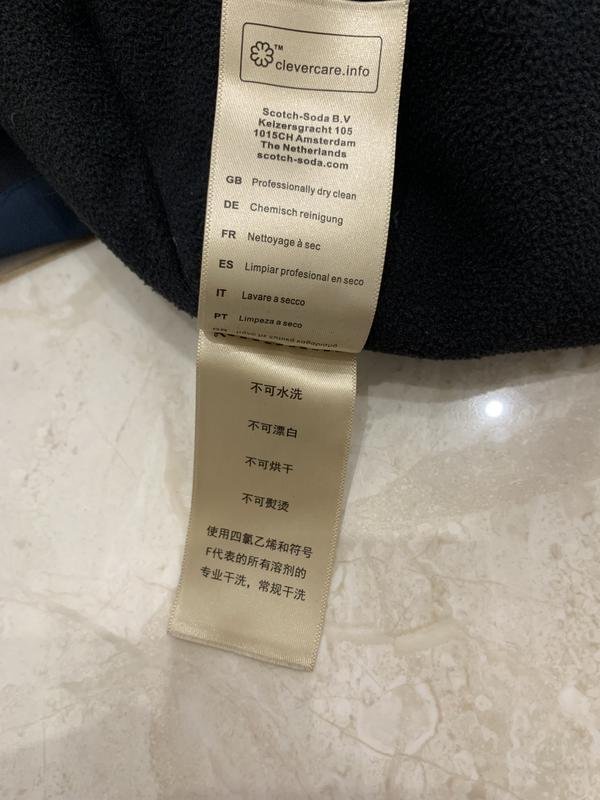 ™
clevercare.info
Scotch-Soda B.V
Keizersgracht 105
1015CH Amsterdam
The Netherlands
scotch-soda.com
GB Professionally dry clean
DE Chemisch reinigung
FR Nettoyage à sec
ES Limpiar profesional en seco
IT Lavare a secco
PT Limpeza a seco
不可水洗
不可漂白
不可烘干
不可熨烫
使用四氯乙烯和符号
F代表的所有溶剂的
专业干洗，常规干洗